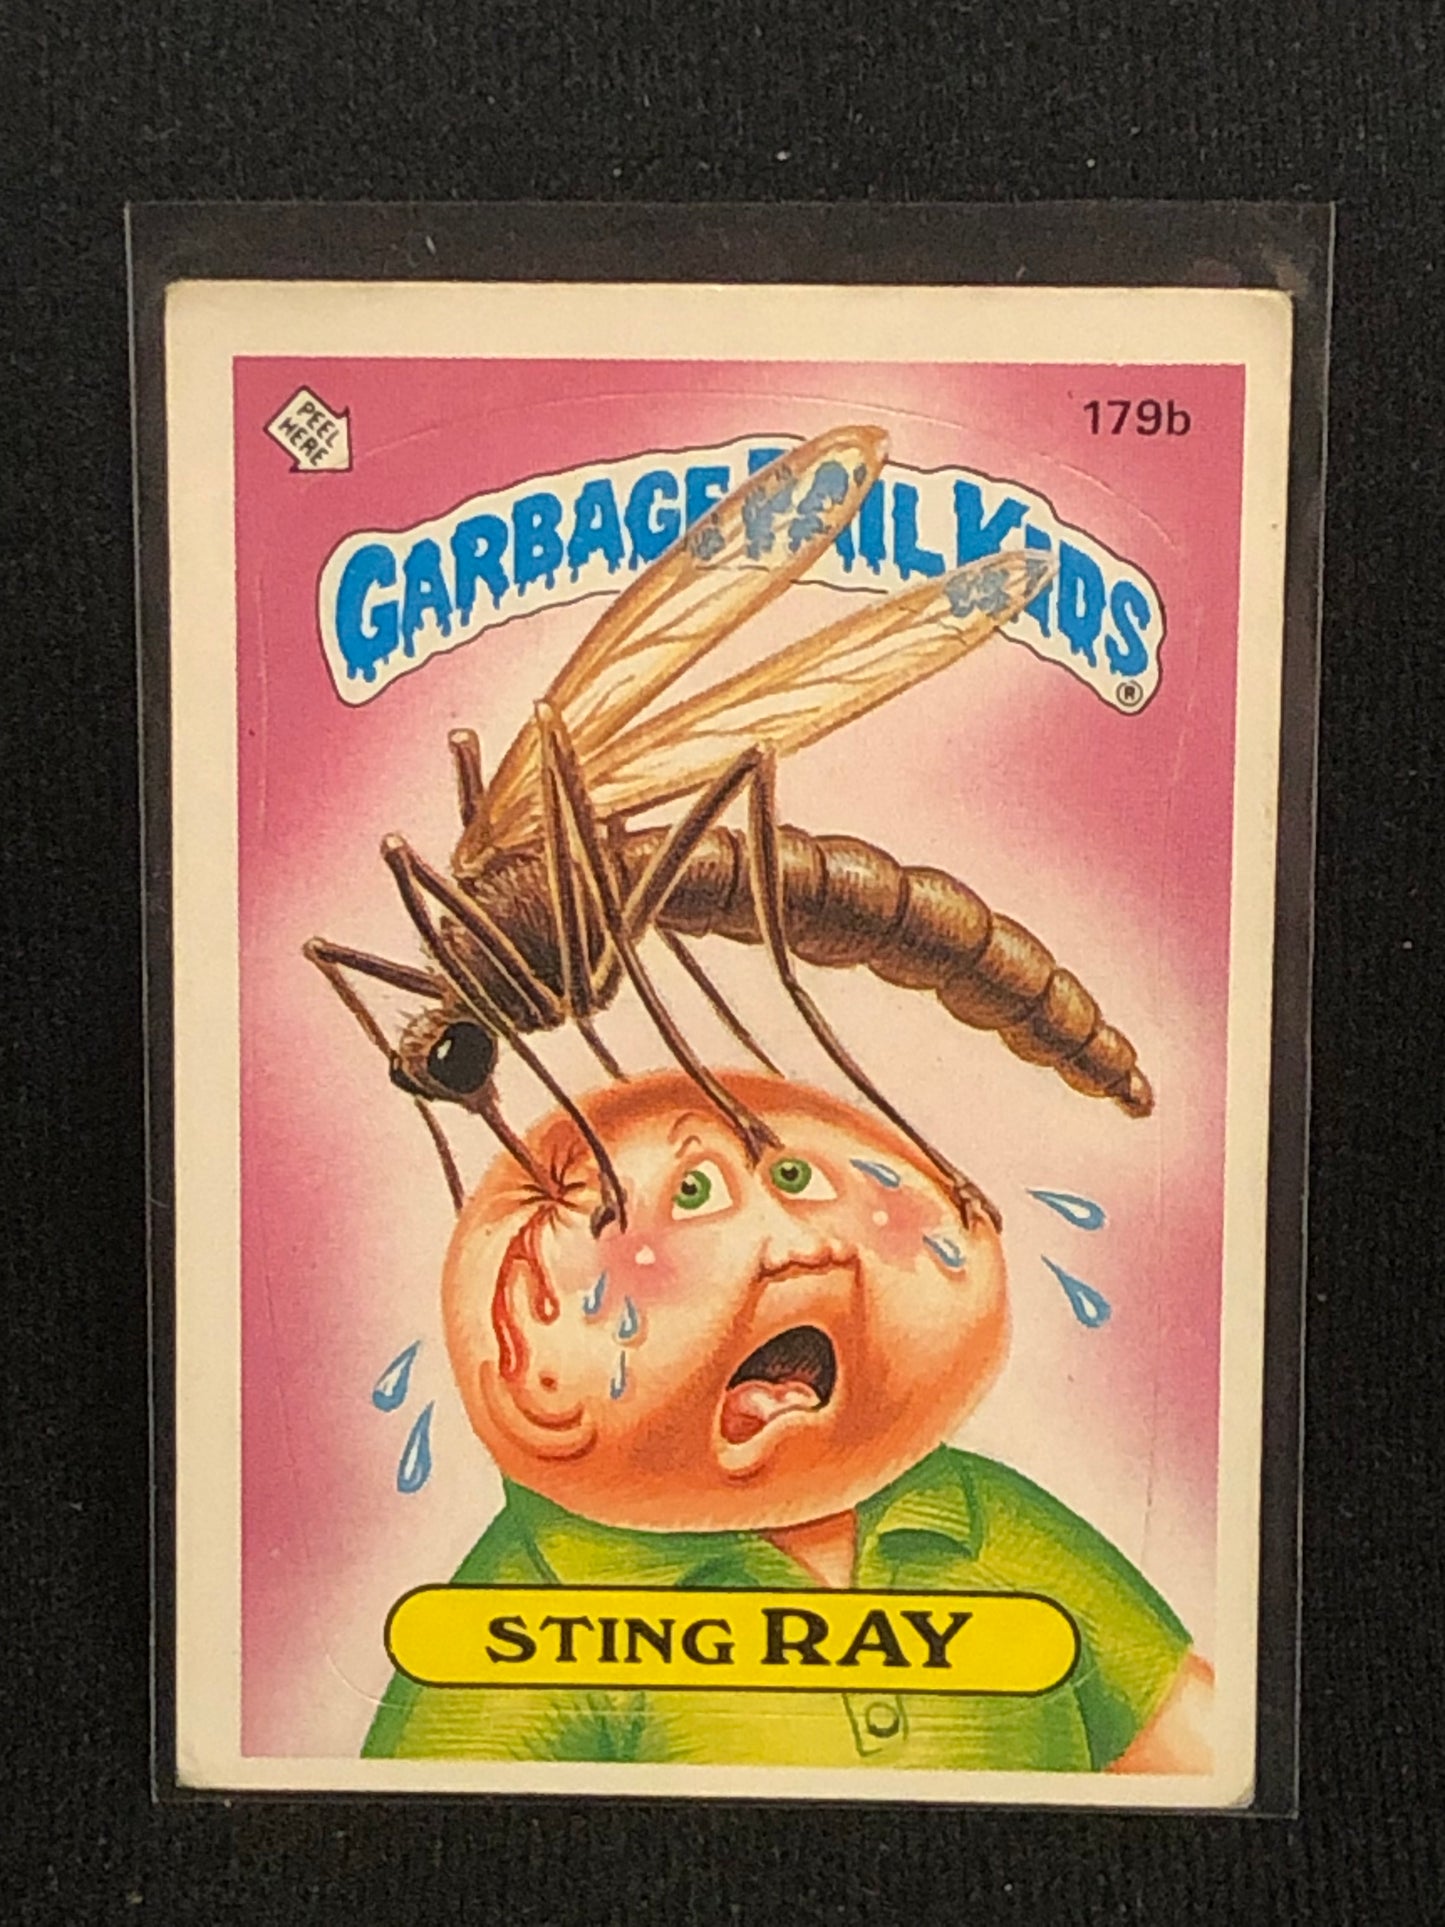 PEEL
HERE
179b
GARBAGE PAIL KIDS
®
STING RAY